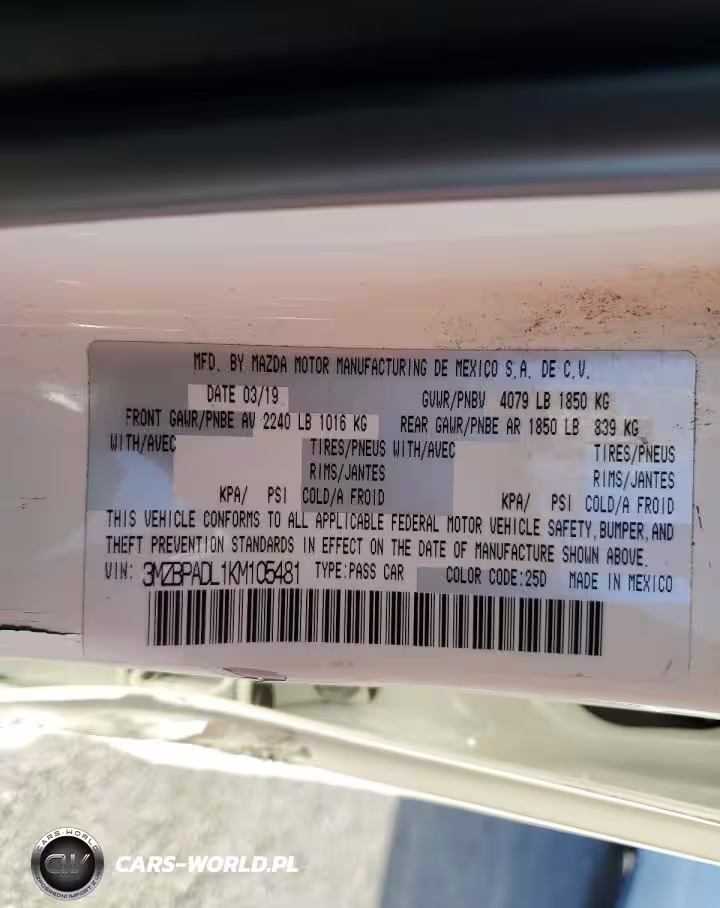 MFD. BY MAZDA MOTOR MANUFACTURING DE MEXICO S.A. DE C.V.
DATE 03/19 GVWR/PNBV 4079 LB 1850 KG
FRONT GAWR/PNBE AV 2240 LB 1016 KG REAR GAWR/PNBE AR 1850 LB 839 KG
WITH/AVEC TIRES/PNEUS WITH/AVEC TIRES/PNEUS
RIMS/JANTES RIMS/JANTES
KPA/ PSI COLD/A FROID KPA/ PSI COLD/A FROID
THIS VEHICLE CONFORMS TO ALL APPLICABLE FEDERAL MOTOR VEHICLE SAFETY, BUMPER, AND
THEFT PREVENTION STANDARDS IN EFFECT ON THE DATE OF MANUFACTURE SHOWN ABOVE.
VIN: 3MZBPADL1KM105481 TYPE:PASS CAR COLOR CODE:25D MADE IN MEXICO
CARS-WORLD
CW
CARS-WORLD.PL